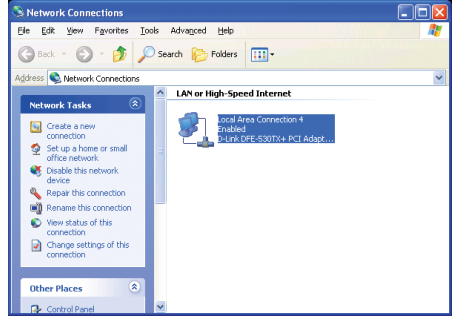 Network Connections
File Edit View Favorites Tools Advanced Help
Back Search Folders
Address Network Connections
Network Tasks
Create a new
connection
Set up a home or small
office network
Disable this network
device
Repair this connection
Rename this connection
View status of this
connection
Change settings of this
connection
Other Places
Control Panel
LAN or High-Speed Internet
Local Area Connection 4
Enabled
D-Link DFE-530TX+ PCI Adapt...